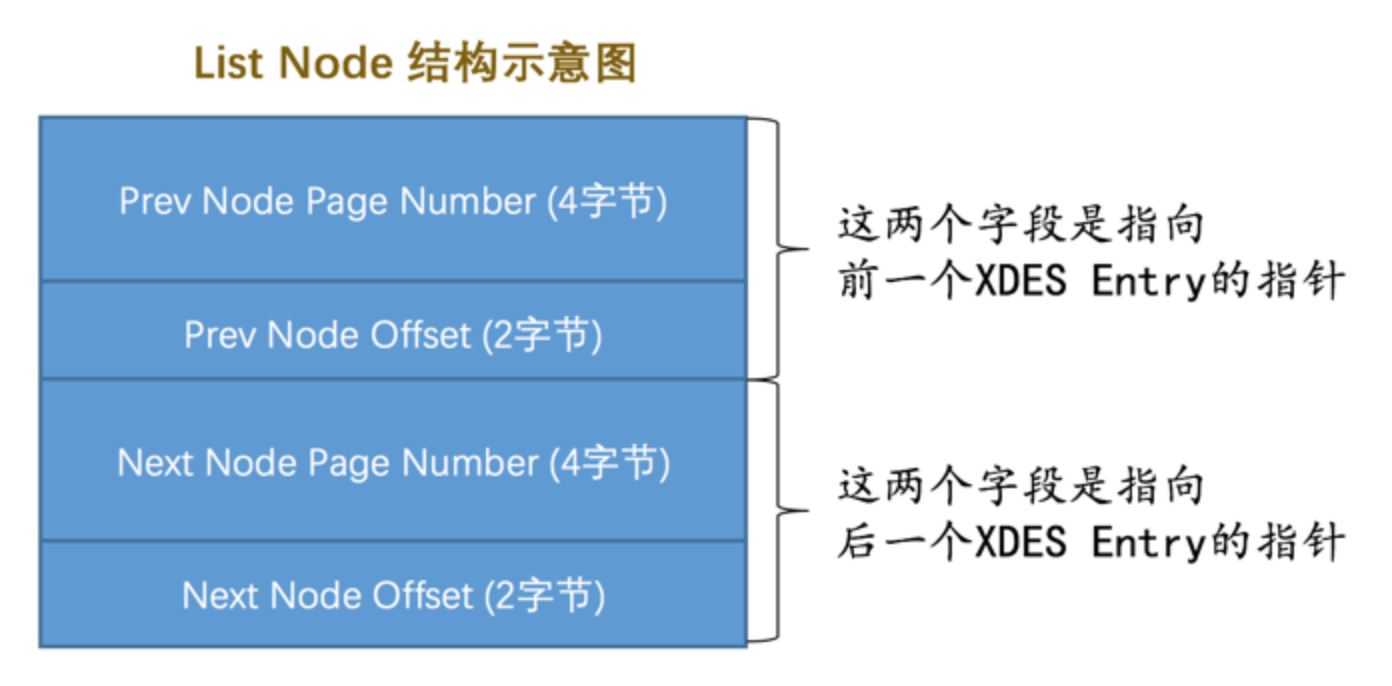 List Node 结构示意图
Prev Node Page Number (4字节)
Prev Node Offset (2字节)
这两个字段是指向
前一个XDES Entry的指针
Next Node Page Number (4字节)
Next Node Offset (2字节)
这两个字段是指向
后一个XDES Entry的指针